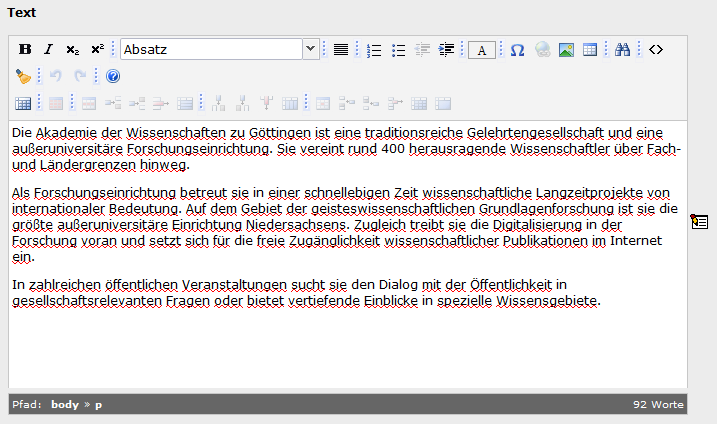 Text
B I x₂ x² Absatz A Ω <>
Die Akademie der Wissenschaften zu Göttingen ist eine traditionsreiche Gelehrtengesellschaft und eine
außeruniversitäre Forschungseinrichtung. Sie vereint rund 400 herausragende Wissenschaftler über Fach-
und Ländergrenzen hinweg.
Als Forschungseinrichtung betreut sie in einer schnellebigen Zeit wissenschaftliche Langzeitprojekte von
internationaler Bedeutung. Auf dem Gebiet der geisteswissenschaftlichen Grundlagenforschung ist sie die
größte außeruniversitäre Einrichtung Niedersachsens. Zugleich treibt sie die Digitalisierung in der
Forschung voran und setzt sich für die freie Zugänglichkeit wissenschaftlicher Publikationen im Internet
ein.
In zahlreichen öffentlichen Veranstaltungen sucht sie den Dialog mit der Öffentlichkeit in
gesellschaftsrelevanten Fragen oder bietet vertiefende Einblicke in spezielle Wissensgebiete.
Pfad: body » p 92 Worte